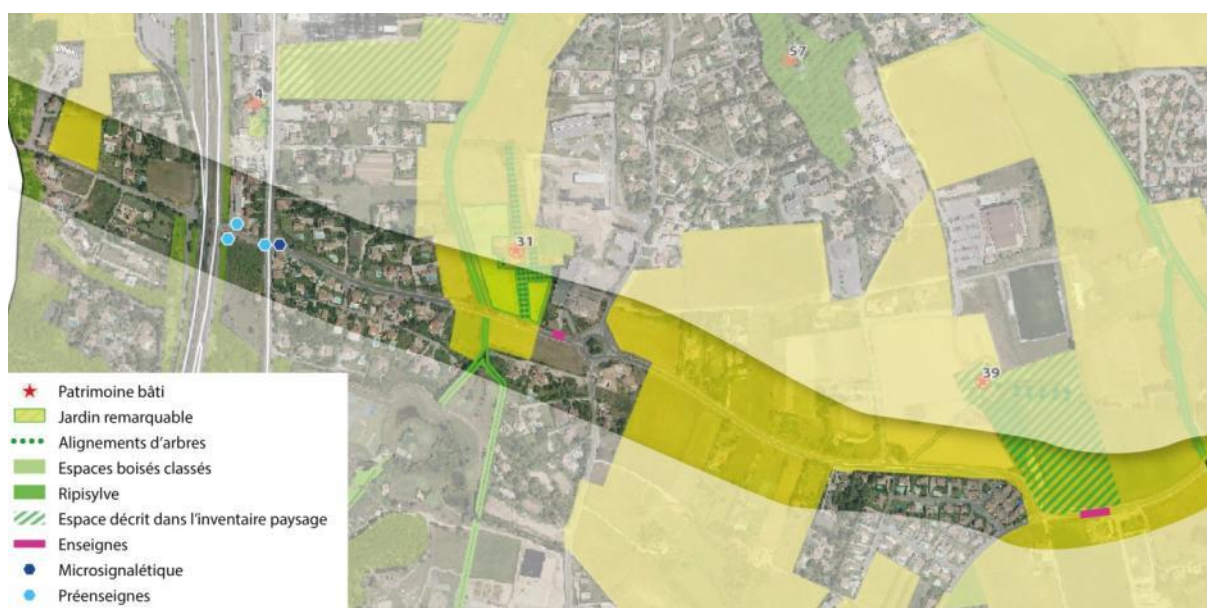 57
4
31
39
Patrimoine bâti
Jardin remarquable
Alignements d'arbres
Espaces boisés classés
Ripisylve
Espace décrit dans l'inventaire paysage
Enseignes
Microsignalétique
Préenseignes